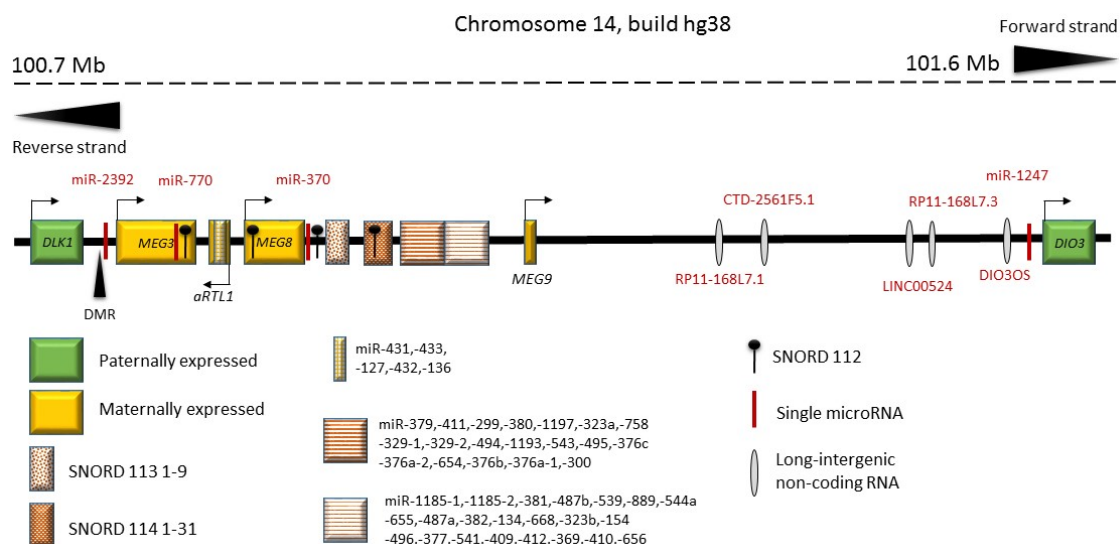 Chromosome 14, build hg38
Forward strand
100.7 Mb
101.6 Mb
Reverse strand
miR-2392
miR-770
miR-370
CTD-2561F5.1
RP11-168L7.3
miR-1247
DLK1
MEG3
MEG8
DIO3
aRTL1
MEG9
RP11-168L7.1
LINC00524
DIO3OS
DMR
Paternally expressed
Maternally expressed
SNORD 113 1-9
SNORD 114 1-31
miR-431,-433,
-127,-432,-136
miR-379,-411,-299,-380,-1197,-323a,-758
-329-1,-329-2,-494,-1193,-543,-495,-376c
-376a-2,-654,-376b,-376a-1,-300
miR-1185-1,-1185-2,-381,-487b,-539,-889,-544a
-655,-487a,-382,-134,-668,-323b,-154
-496,-377,-541,-409,-412,-369,-410,-656
SNORD 112
Single microRNA
Long-intergenic
non-coding RNA